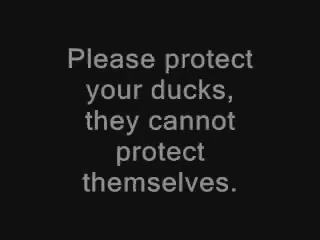 Please protect
your ducks,
they cannot
protect
themselves.